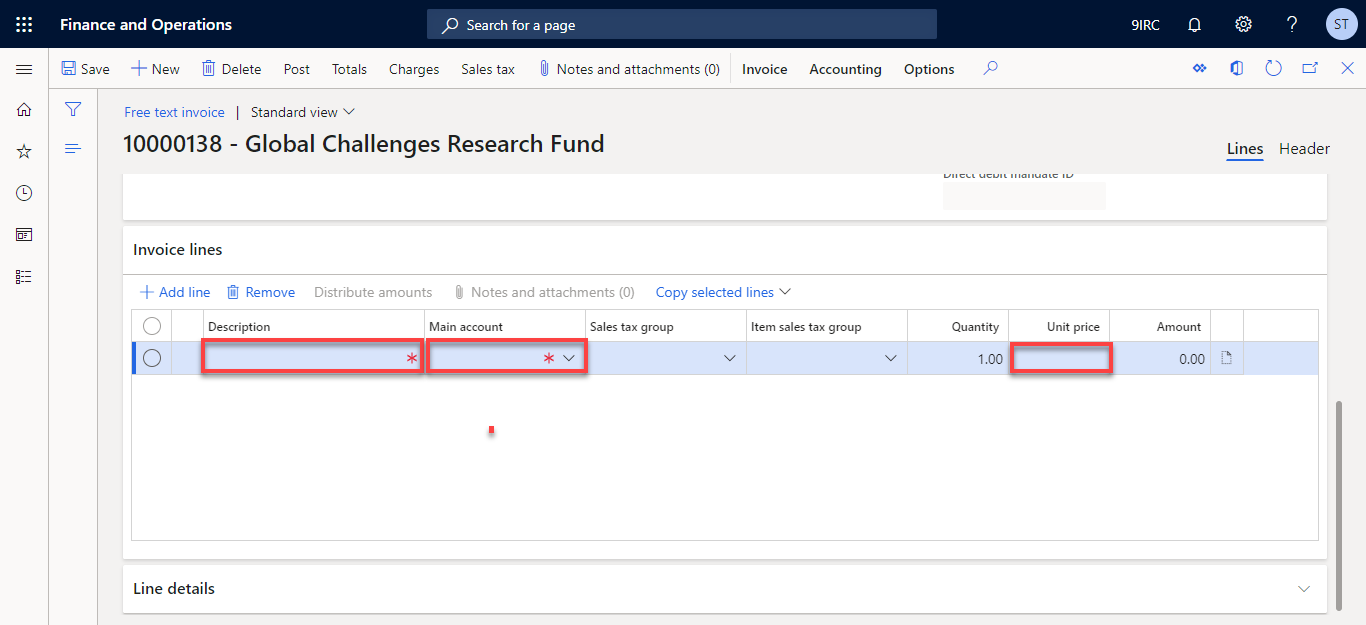 Finance and Operations
Search for a page
9IRC
?
ST
Save
New
Delete
Post
Totals
Charges
Sales tax
Notes and attachments (0)
Invoice
Accounting
Options
Free text invoice | Standard view
10000138 - Global Challenges Research Fund
Lines
Header
Direct debit mandate ID
Invoice lines
+ Add line
Remove
Distribute amounts
Notes and attachments (0)
Copy selected lines
Description
Main account
Sales tax group
Item sales tax group
Quantity
Unit price
Amount
*
*
1.00
0.00
Line details